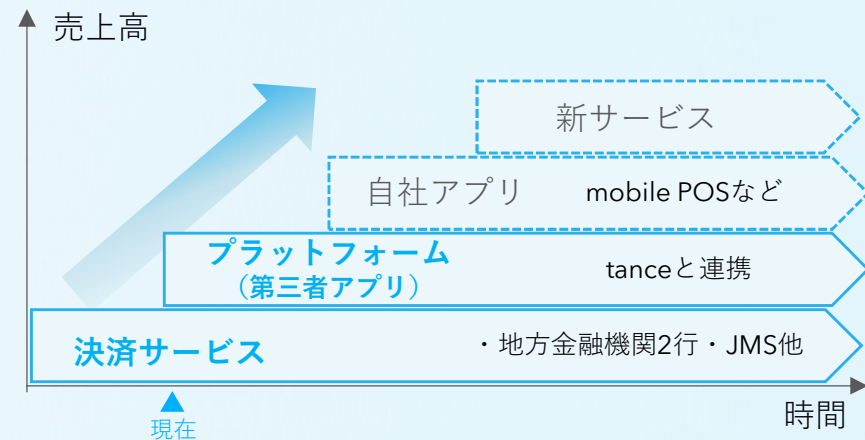 売上高
新サービス
自社アプリ mobile POSなど
プラットフォーム
（第三者アプリ） tanceと連携
決済サービス ・地方金融機関2行・JMS他
時間
現在